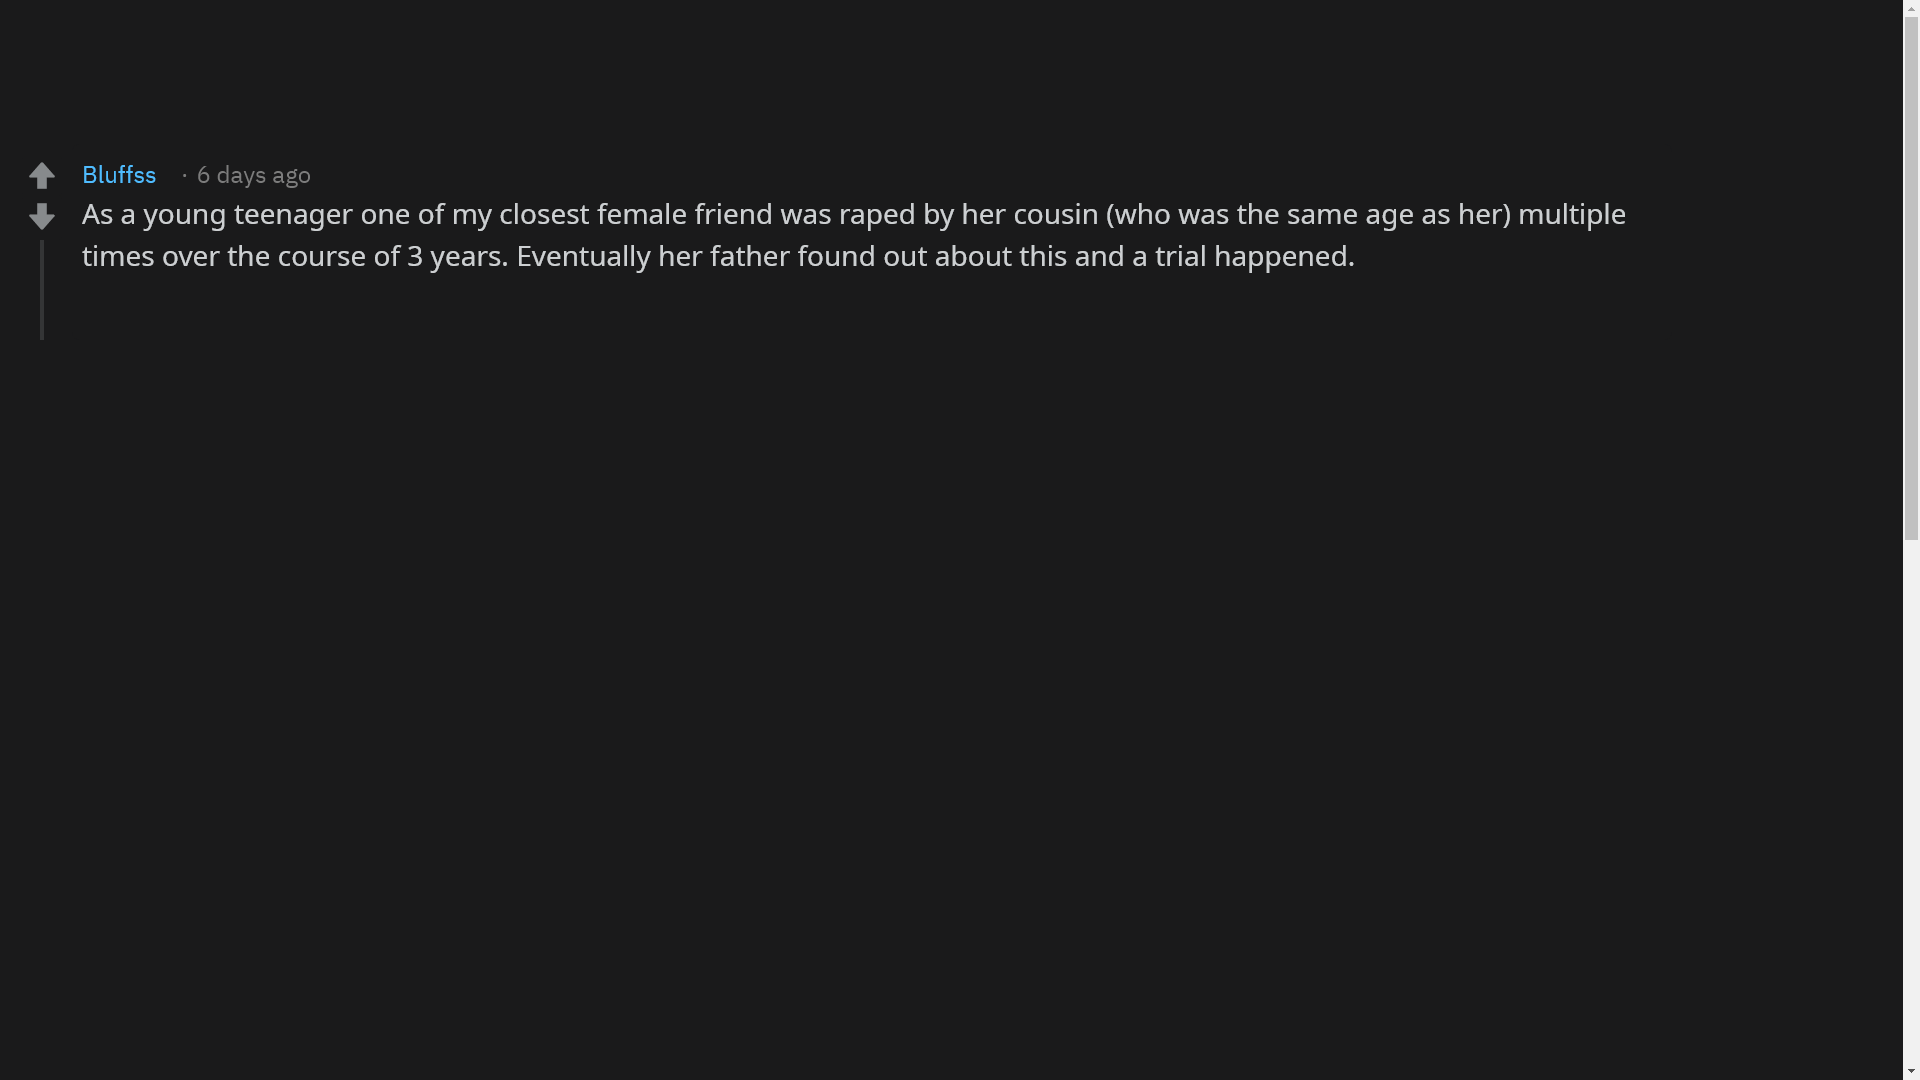 Bluffss · 6 days ago
As a young teenager one of my closest female friend was raped by her cousin (who was the same age as her) multiple
times over the course of 3 years. Eventually her father found out about this and a trial happened.